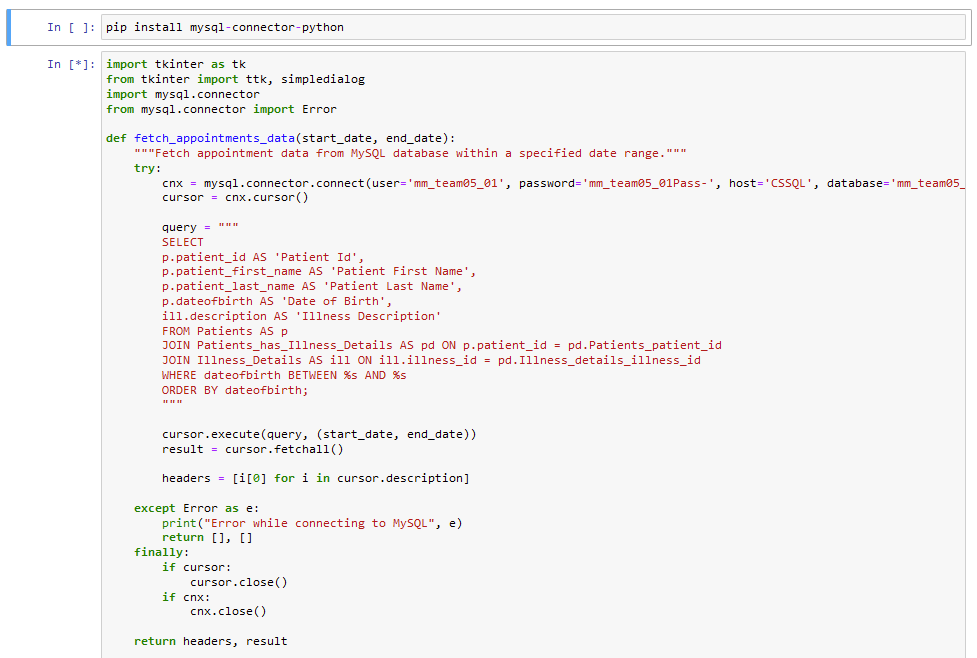 In [ ]: pip install mysql-connector-python
In [*]: import tkinter as tk
from tkinter import ttk, simpledialog
import mysql.connector
from mysql.connector import Error
def fetch_appointments_data(start_date, end_date):
"""Fetch appointment data from MySQL database within a specified date range."""
try:
cnx = mysql.connector.connect(user='mm_team05_01', password='mm_team05_01Pass-', host='CSSQL', database='mm_team05_
cursor = cnx.cursor()
query = """
SELECT
p.patient_id AS 'Patient Id',
p.patient_first_name AS 'Patient First Name',
p.patient_last_name AS 'Patient Last Name',
p.dateofbirth AS 'Date of Birth',
ill.description AS 'Illness Description'
FROM Patients AS p
JOIN Patients_has_Illness_Details AS pd ON p.patient_id = pd.Patients_patient_id
JOIN Illness_Details AS ill ON ill.illness_id = pd.Illness_details_illness_id
WHERE dateofbirth BETWEEN %s AND %s
ORDER BY dateofbirth;
"""
cursor.execute(query, (start_date, end_date))
result = cursor.fetchall()
headers = [i[0] for i in cursor.description]
except Error as e:
print("Error while connecting to MySQL", e)
return [], []
finally:
if cursor:
cursor.close()
if cnx:
cnx.close()
return headers, result